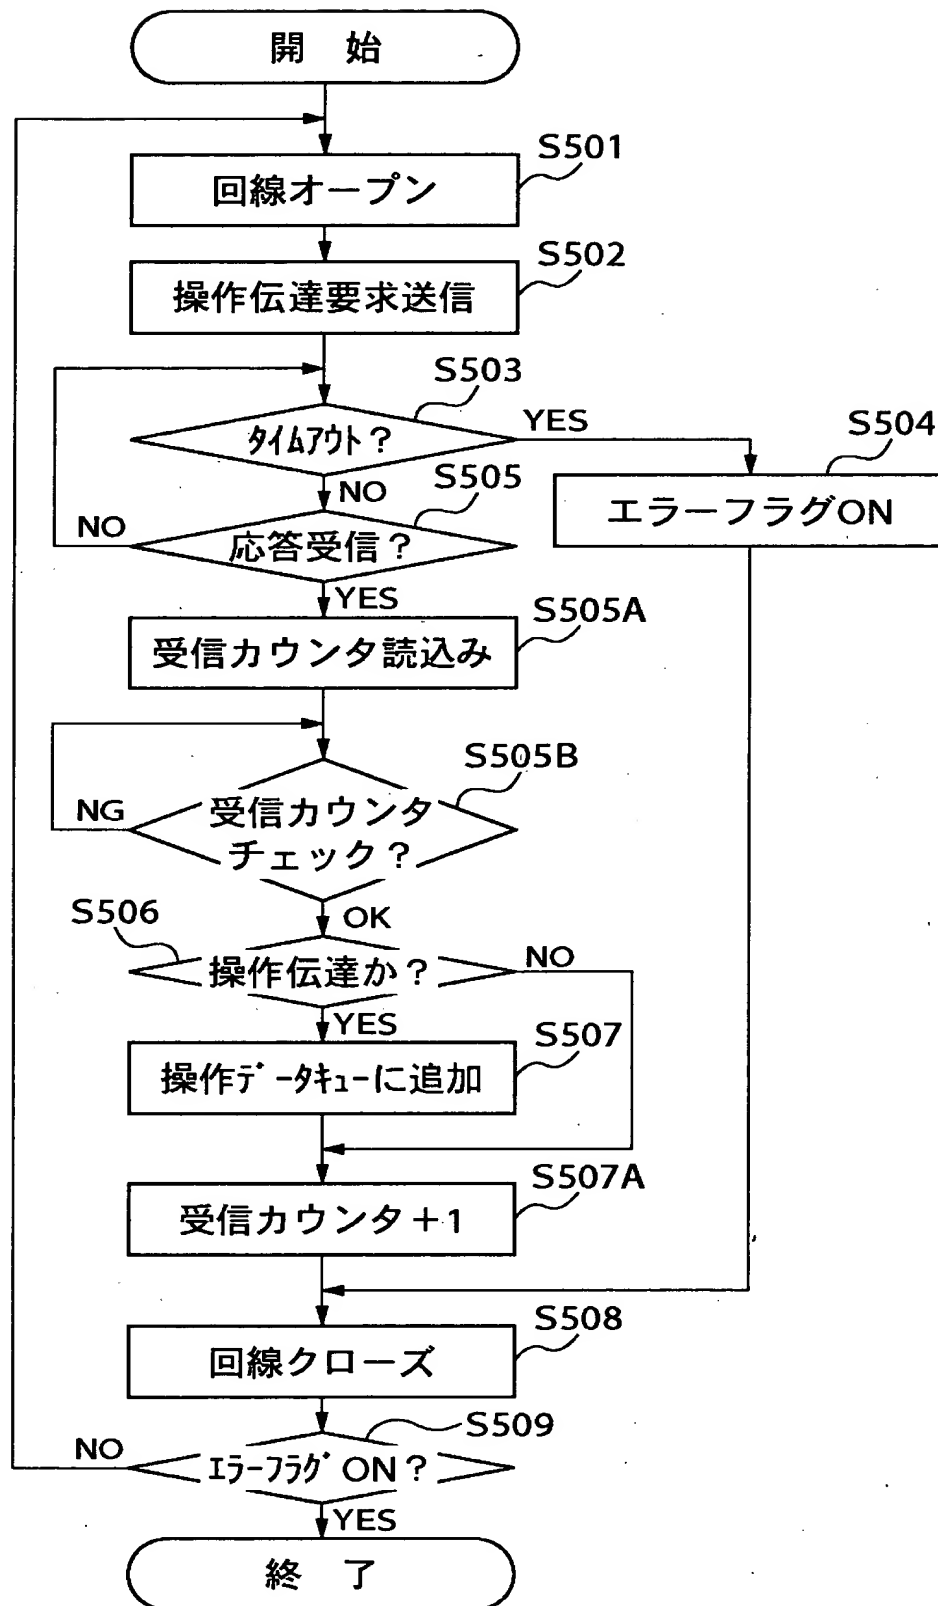 開 始
S501
回線オープン
S502
操作伝達要求送信
S503
タイムアウト？
YES
S504
エラーフラグON
NO
S505
応答受信？
NO
YES
S505A
受信カウンタ読込み
S505B
受信カウンタ
チェック？
NG
OK
S506
操作伝達か？
NO
YES
S507
操作データキューに追加
S507A
受信カウンタ＋1
S508
回線クローズ
S509
エラーフラグON？
NO
YES
終 了